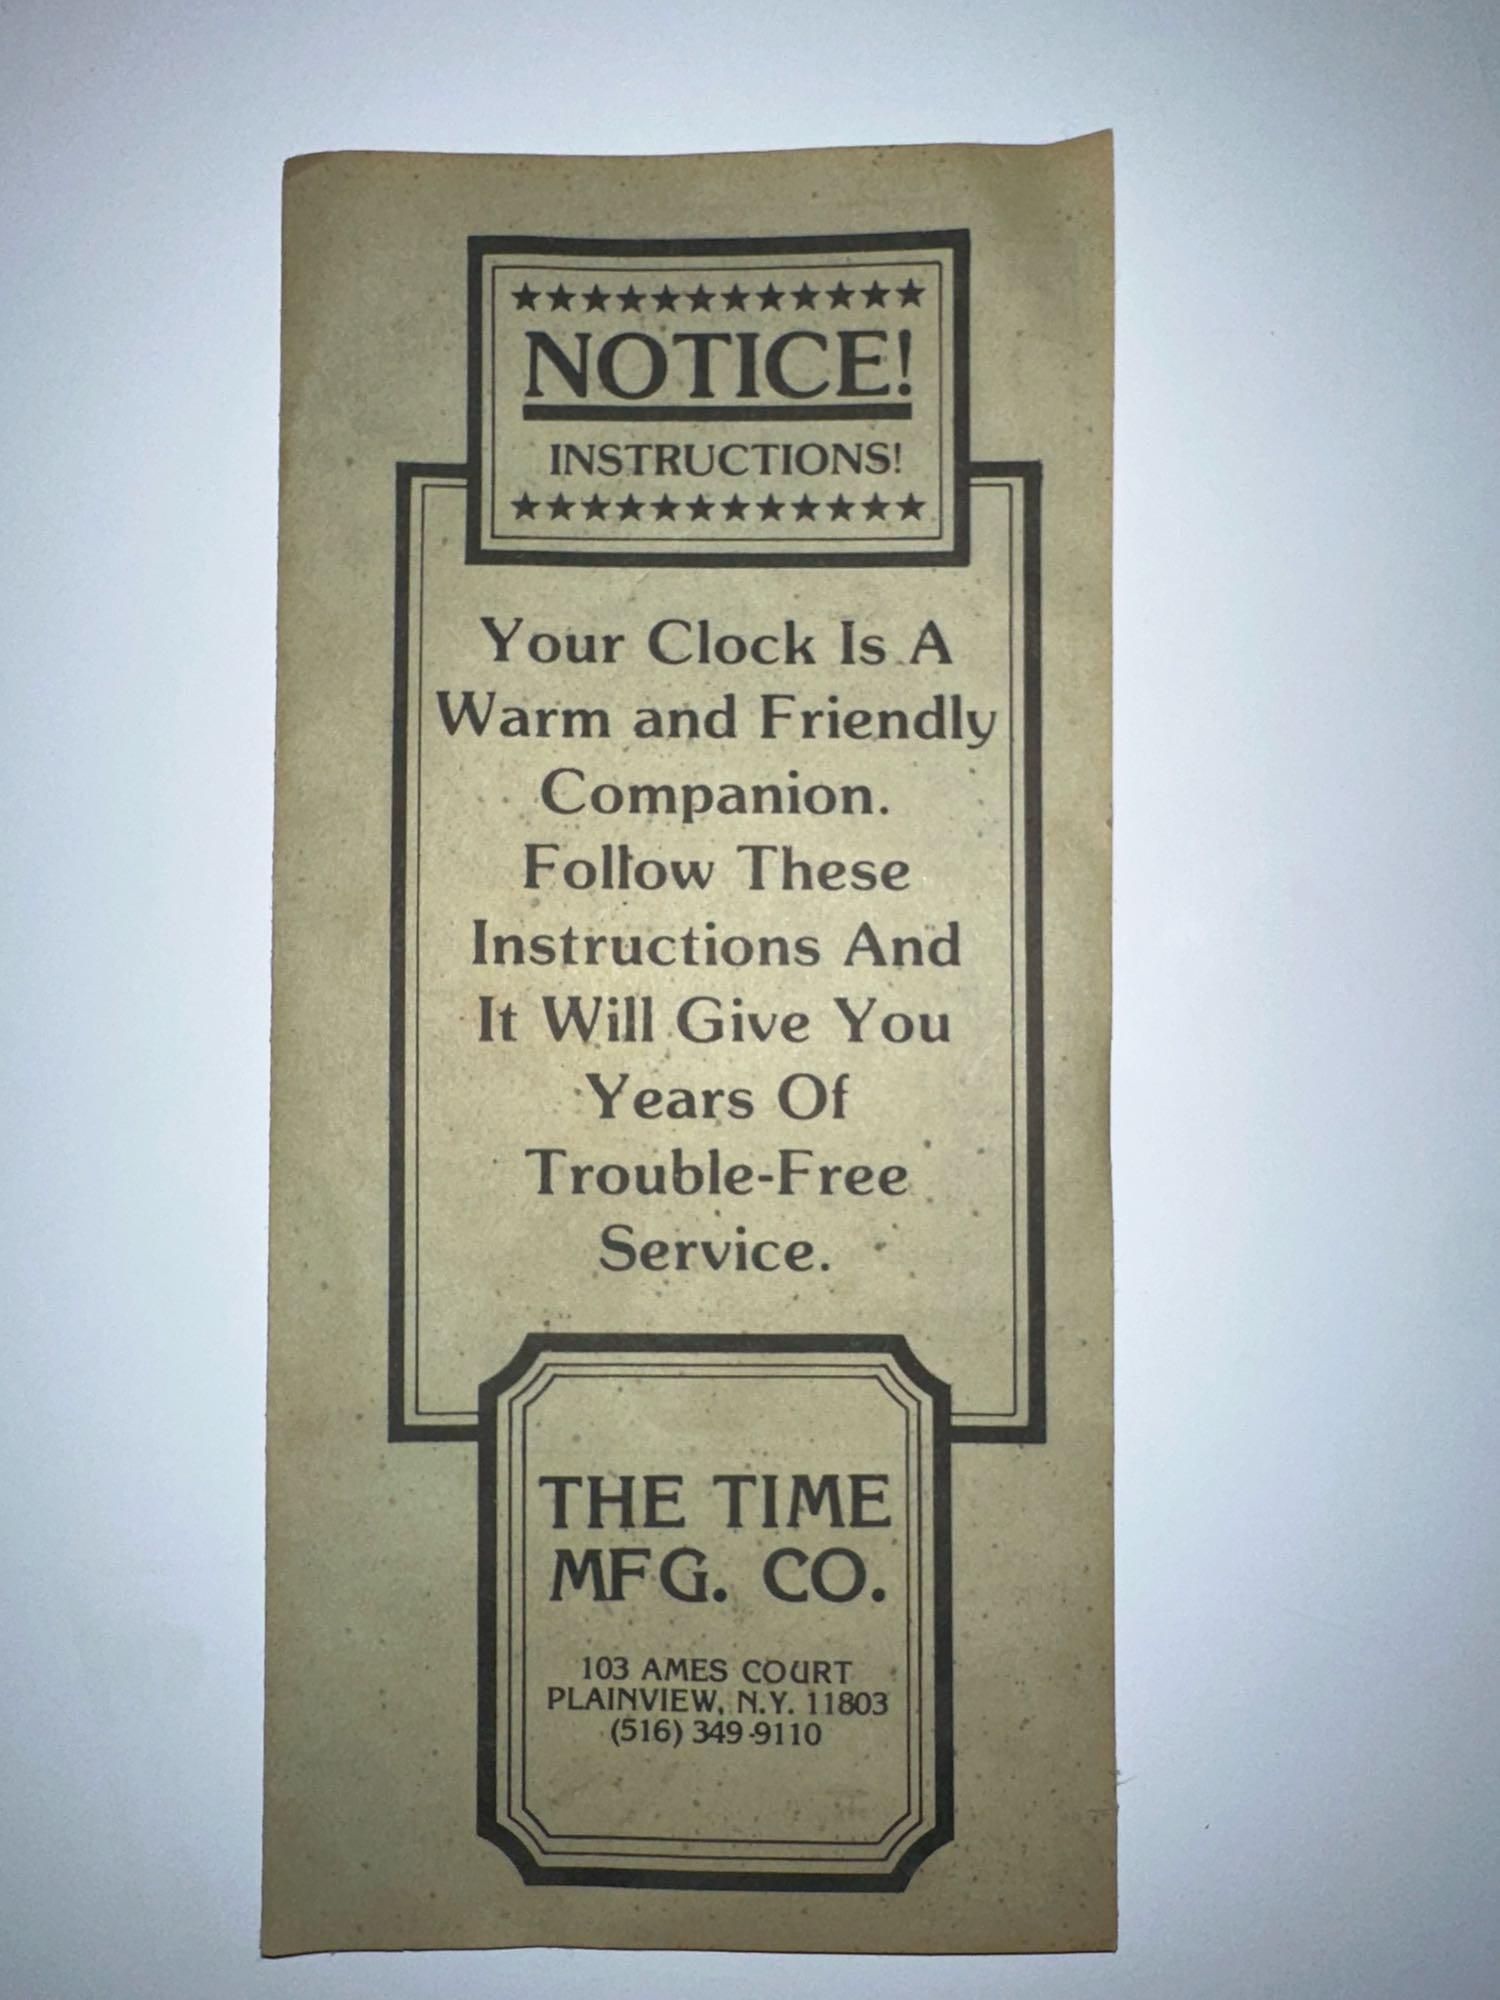 NOTICE!
INSTRUCTIONS!
Your Clock Is A
Warm and Friendly
Companion.
Follow These
Instructions And
It Will Give You
Years Of
Trouble-Free
Service.
THE TIME
MFG. CO.
103 AMES COURT
PLAINVIEW, N.Y. 11803
(516) 349-9110